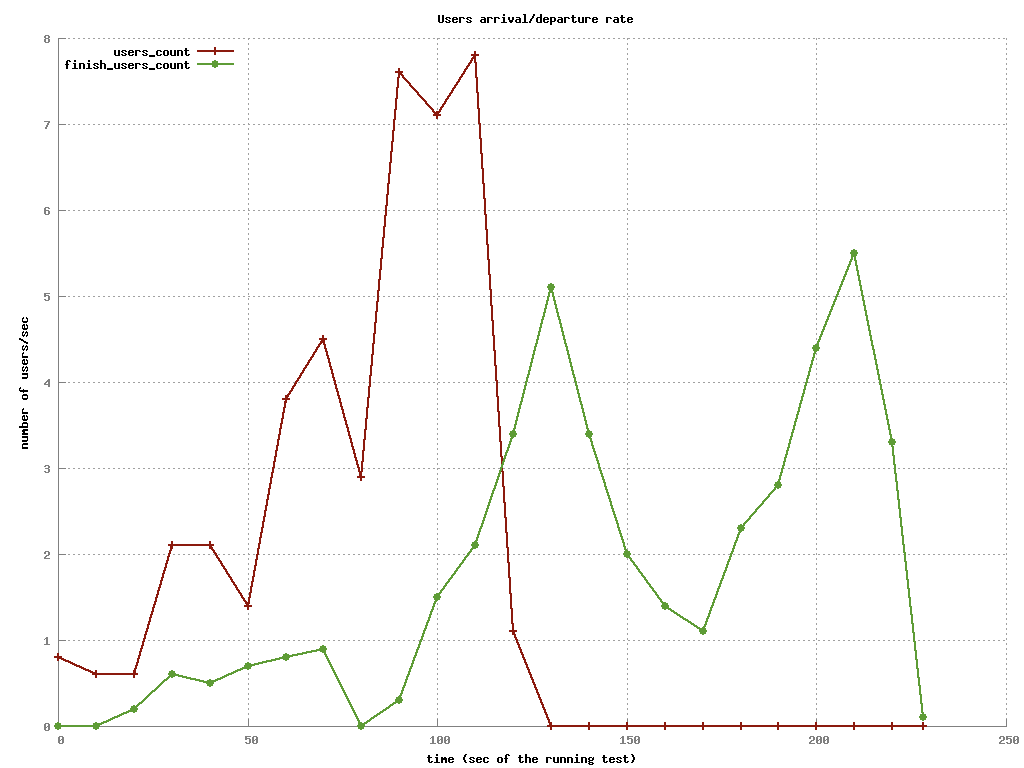 Users arrival/departure rate
users_count
finish_users_count
8
7
6
5
4
3
2
1
0
number of users/sec
0 50 100 150 200 250
time (sec of the running test)